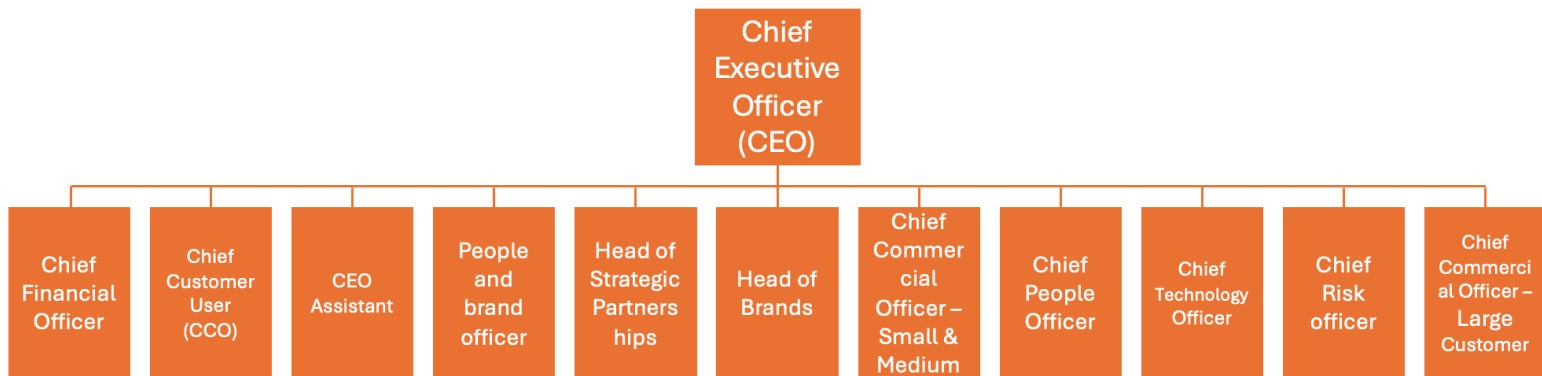 Chief
Executive
Officer
(CEO)
Chief
Financial
Officer
Chief
Customer
User
(CCO)
CEO
Assistant
People
and
brand
officer
Head of
Strategic
Partners
hips
Head of
Brands
Chief
Commer
cial
Officer –
Small &
Medium
Chief
People
Officer
Chief
Technology
Officer
Chief
Risk
officer
Chief
Commerci
al Officer –
Large
Customer